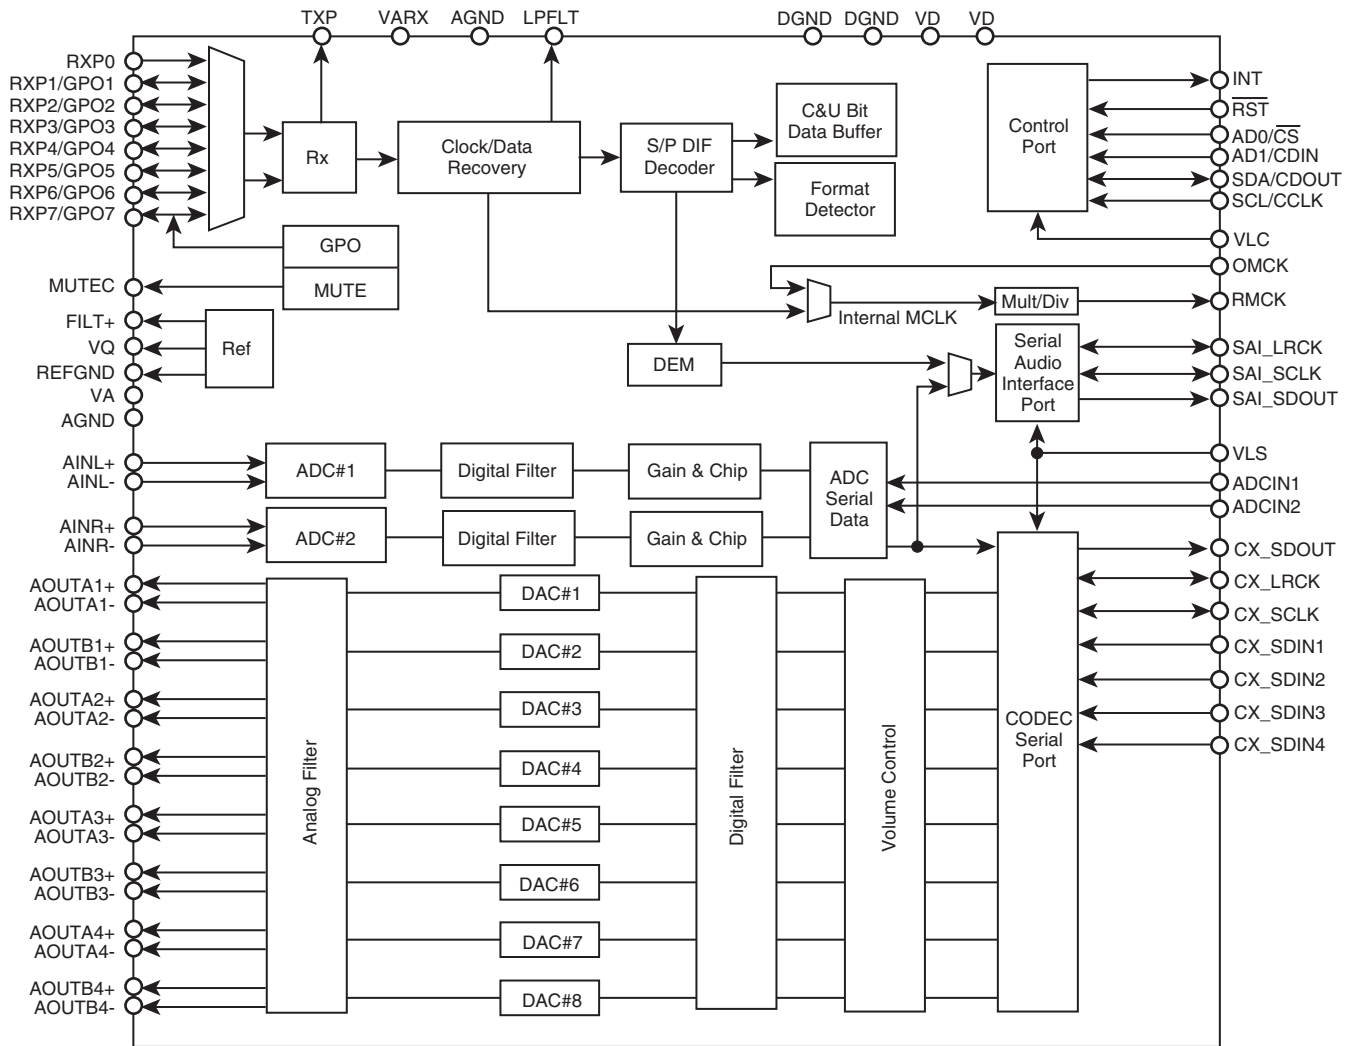 TXP
VARX
AGND
LPFLT
DGND
DGND
VD
VD
RXP0
RXP1/GPO1
RXP2/GPO2
RXP3/GPO3
RXP4/GPO4
RXP5/GPO5
RXP6/GPO6
RXP7/GPO7
Rx
Clock/Data
Recovery
S/P DIF
Decoder
C&U Bit
Data Buffer
Format
Detector
Control
Port
INT
RST
AD0/CS
AD1/CDIN
SDA/CDOUT
SCL/CCLK
VLC
OMCK
RMCK
GPO
MUTE
MUTEC
FILT+
VQ
REFGND
Ref
VA
AGND
Internal MCLK
Mult/Div
DEM
Serial
Audio
Interface
Port
SAI_LRCK
SAI_SCLK
SAI_SDOUT
VLS
ADCIN1
ADCIN2
AINL+
AINL-
ADC#1
Digital Filter
Gain & Chip
ADC
Serial
Data
AINR+
AINR-
ADC#2
Digital Filter
Gain & Chip
AOUTA1+
AOUTA1-
AOUTB1+
AOUTB1-
AOUTA2+
AOUTA2-
AOUTB2+
AOUTB2-
AOUTA3+
AOUTA3-
AOUTB3+
AOUTB3-
AOUTA4+
AOUTA4-
AOUTB4+
AOUTB4-
Analog Filter
DAC#1
DAC#2
DAC#3
DAC#4
DAC#5
DAC#6
DAC#7
DAC#8
Digital Filter
Volume Control
CODEC
Serial
Port
CX_SDOUT
CX_LRCK
CX_SCLK
CX_SDIN1
CX_SDIN2
CX_SDIN3
CX_SDIN4